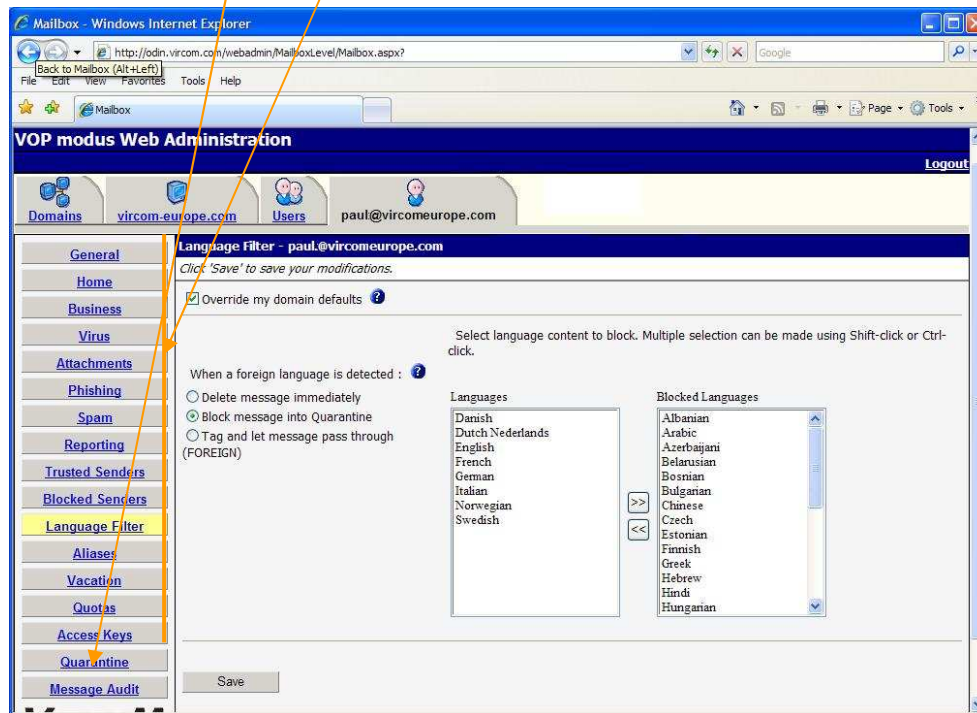 Mailbox - Windows Internet Explorer
http://odin.vircom.com/webadmin/MailboxLevel/Mailbox.aspx?
Google
Back to Mailbox (Alt+Left)
File Edit View Favorites Tools Help
Mailbox
Page Tools
VOP modus Web Administration
Logout
Domains vircom-europe.com Users paul@vircomeurope.com
Language Filter - paul.@vircomeurope.com
Click 'Save' to save your modifications.
Override my domain defaults ?
Select language content to block. Multiple selection can be made using Shift-click or Ctrl-
click.
When a foreign language is detected : ?
Delete message immediately
Block message into Quarantine
Tag and let message pass through
(FOREIGN)
Languages
Danish
Dutch Nederlands
English
French
German
Italian
Norwegian
Swedish
>>
<<
Blocked Languages
Albanian
Arabic
Azerbaijani
Belarusian
Bosnian
Bulgarian
Chinese
Czech
Estonian
Finnish
Greek
Hebrew
Hindi
Hungarian
Save
General
Home
Business
Virus
Attachments
Phishing
Spam
Reporting
Trusted Senders
Blocked Senders
Language Filter
Aliases
Vacation
Quotas
Access Keys
Quarantine
Message Audit